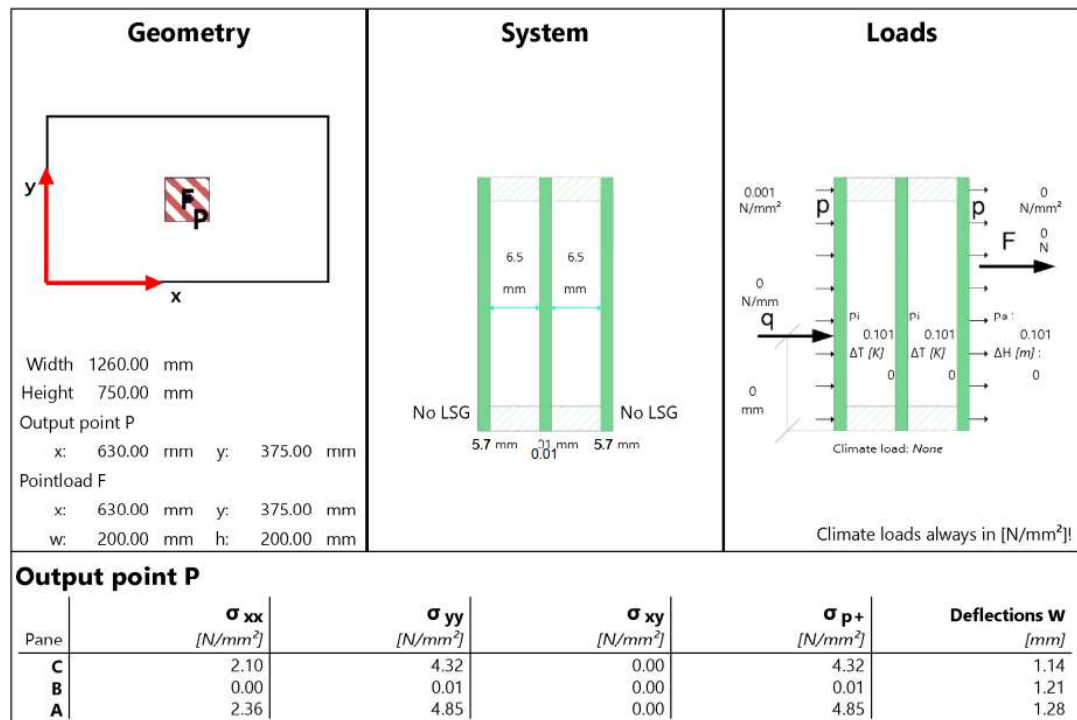 Geometry
System
Loads
y
F
P
x
Width 1260.00 mm
Height 750.00 mm
Output point P
x: 630.00 mm y: 375.00 mm
Pointload F
x: 630.00 mm y: 375.00 mm
w: 200.00 mm h: 200.00 mm
6.5 6.5
mm mm
No LSG No LSG
5.7 mm mm 5.7 mm
0.01
0.001 0
N/mm² p p N/mm²
F 0
N
0
N/mm
q
pi pi pa :
0.101 0.101 0.101
ΔT [K] ΔT [K] ΔH [m] :
0 0 0
0
mm
Climate load: None
Climate loads always in [N/mm²]!
Output point P
σ xx σ yy σ xy σ p+ Deflections w
Pane [N/mm²] [N/mm²] [N/mm²] [N/mm²] [mm]
C 2.10 4.32 0.00 4.32 1.14
B 0.00 0.01 0.00 0.01 1.21
A 2.36 4.85 0.00 4.85 1.28